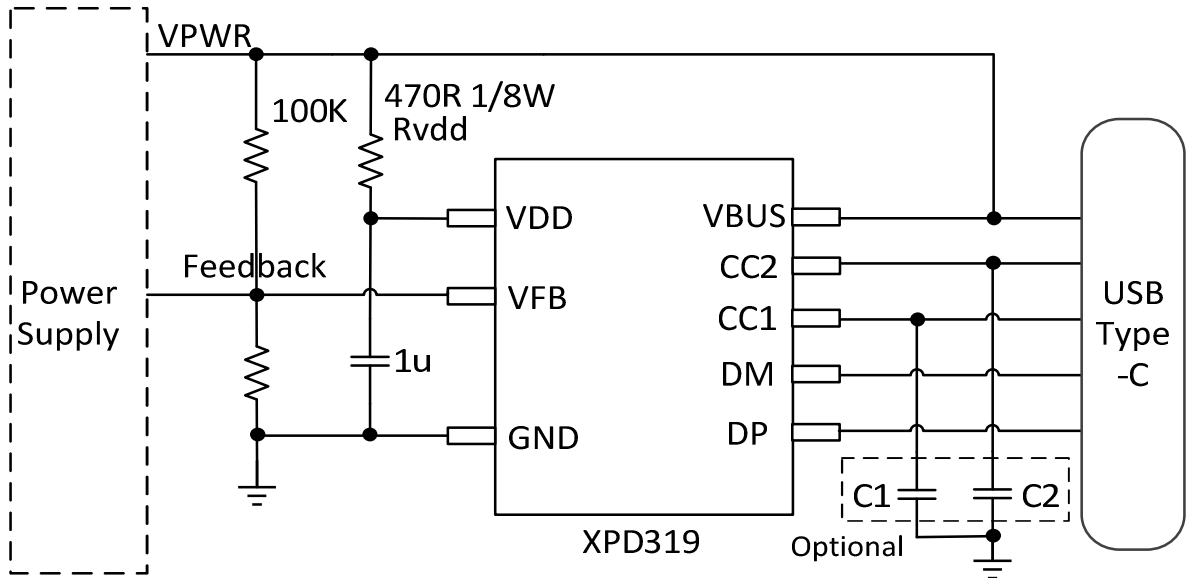 VPWR
100K
470R 1/8W
Rvdd
VDD
VBUS
Feedback
CC2
Power
Supply
VFB
CC1
USB
Type
-C
1u
DM
GND
DP
C1
C2
XPD319
Optional